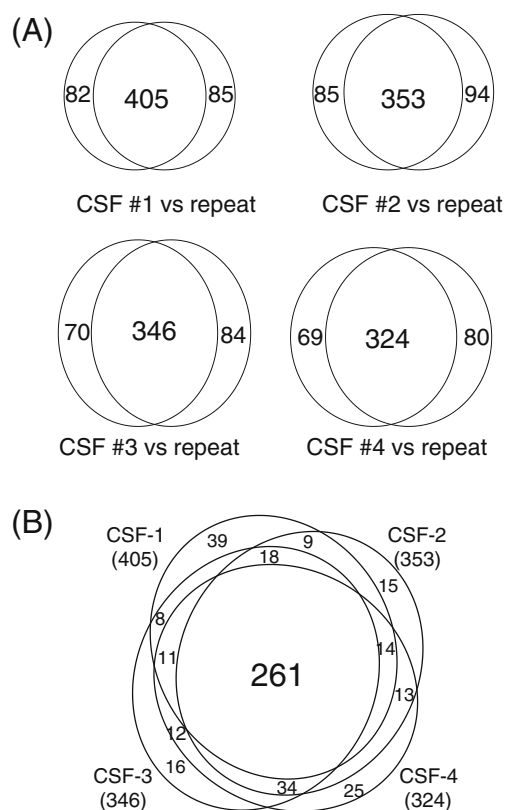 (A)
82 405 85
85 353 94
CSF #1 vs repeat
CSF #2 vs repeat
70 346 84
69 324 80
CSF #3 vs repeat
CSF #4 vs repeat
(B)
CSF-1
(405)
CSF-2
(353)
39
9
18
15
8
11
14
261
13
12
16
34
25
CSF-3
(346)
CSF-4
(324)